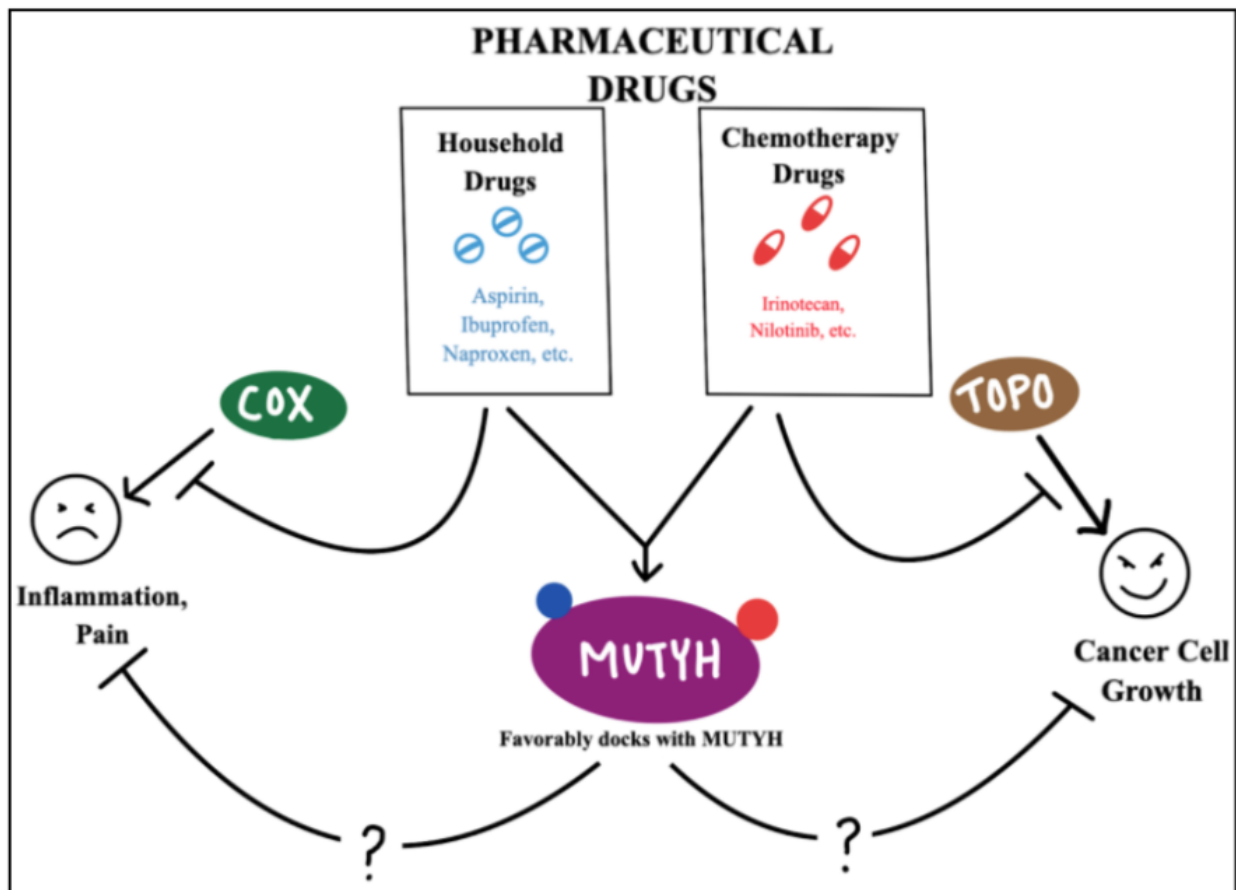 PHARMACEUTICAL
DRUGS
Household
Drugs
Aspirin,
Ibuprofen,
Naproxen, etc.
Chemotherapy
Drugs
Irinotecan,
Nilotinib, etc.
COX
TOPO
Inflammation,
Pain
MUTYH
Favorably docks with MUTYH
Cancer Cell
Growth
?
?